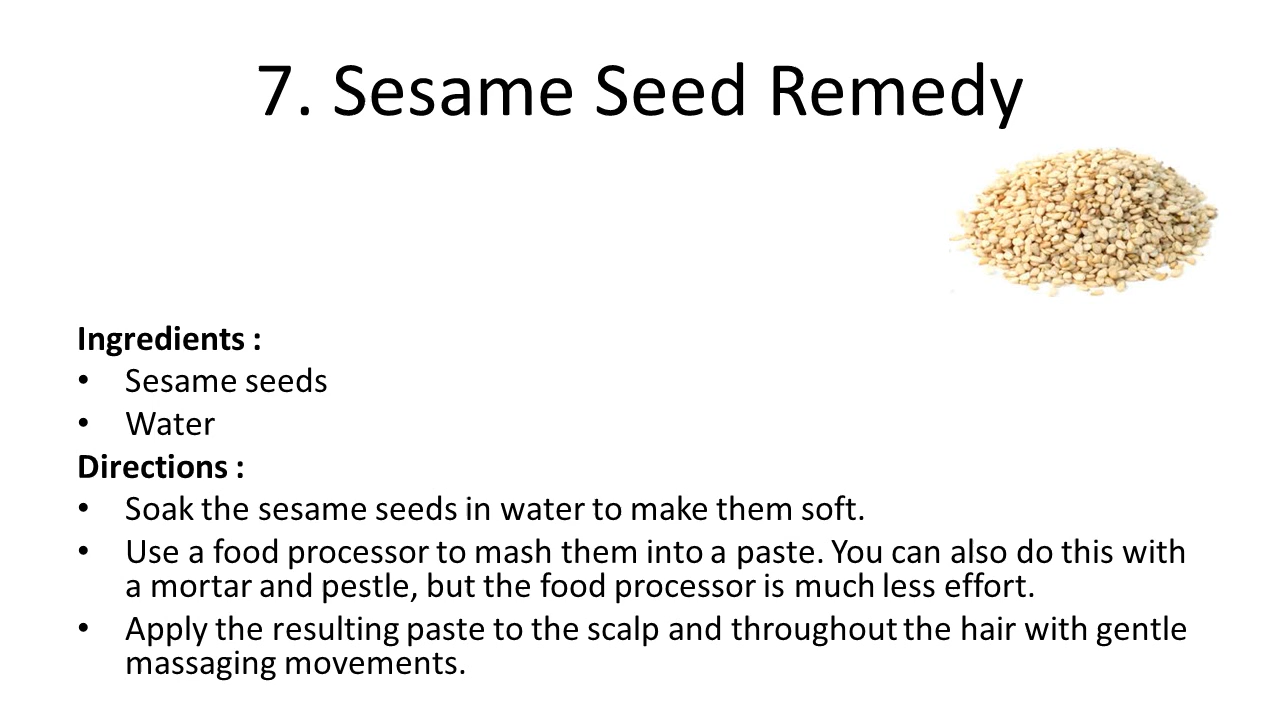 7. Sesame Seed Remedy
Ingredients :
• Sesame seeds
• Water
Directions :
• Soak the sesame seeds in water to make them soft.
• Use a food processor to mash them into a paste. You can also do this with
a mortar and pestle, but the food processor is much less effort.
• Apply the resulting paste to the scalp and throughout the hair with gentle
massaging movements.